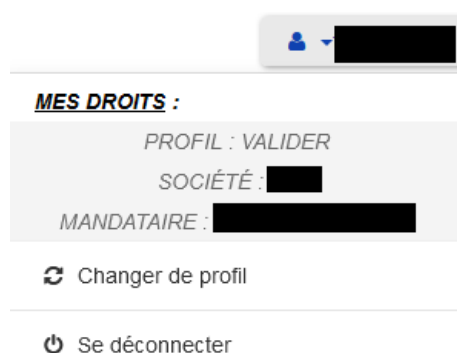 MES DROITS :
PROFIL : VALIDER
SOCIÉTÉ :
MANDATAIRE :
Changer de profil
Se déconnecter